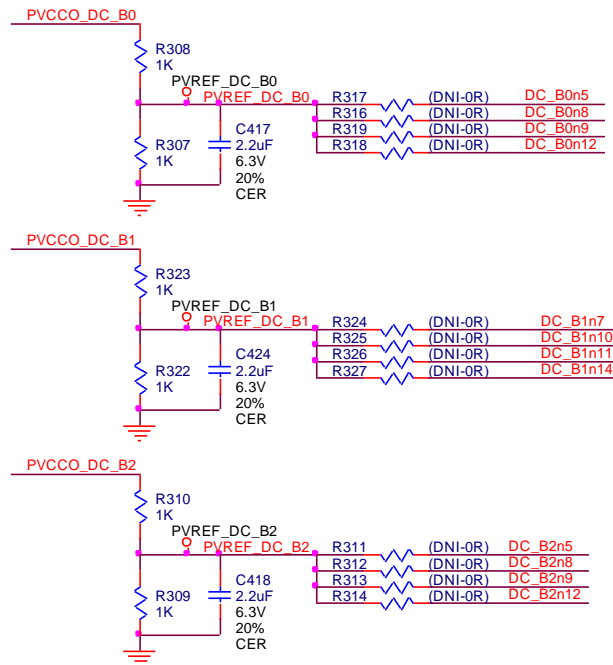 PVCCO_DC_B0
R308
1K
PVREF_DC_B0
PVREF_DC_B0
R317 (DNI-0R) DC_B0n5
R316 (DNI-0R) DC_B0n8
R319 (DNI-0R) DC_B0n9
R318 (DNI-0R) DC_B0n12
R307
1K
C417
2.2uF
6.3V
20%
CER
PVCCO_DC_B1
R323
1K
PVREF_DC_B1
PVREF_DC_B1
R324 (DNI-0R) DC_B1n7
R325 (DNI-0R) DC_B1n10
R326 (DNI-0R) DC_B1n11
R327 (DNI-0R) DC_B1n14
R322
1K
C424
2.2uF
6.3V
20%
CER
PVCCO_DC_B2
R310
1K
PVREF_DC_B2
PVREF_DC_B2
R311 (DNI-0R) DC_B2n5
R312 (DNI-0R) DC_B2n8
R313 (DNI-0R) DC_B2n9
R314 (DNI-0R) DC_B2n12
R309
1K
C418
2.2uF
6.3V
20%
CER